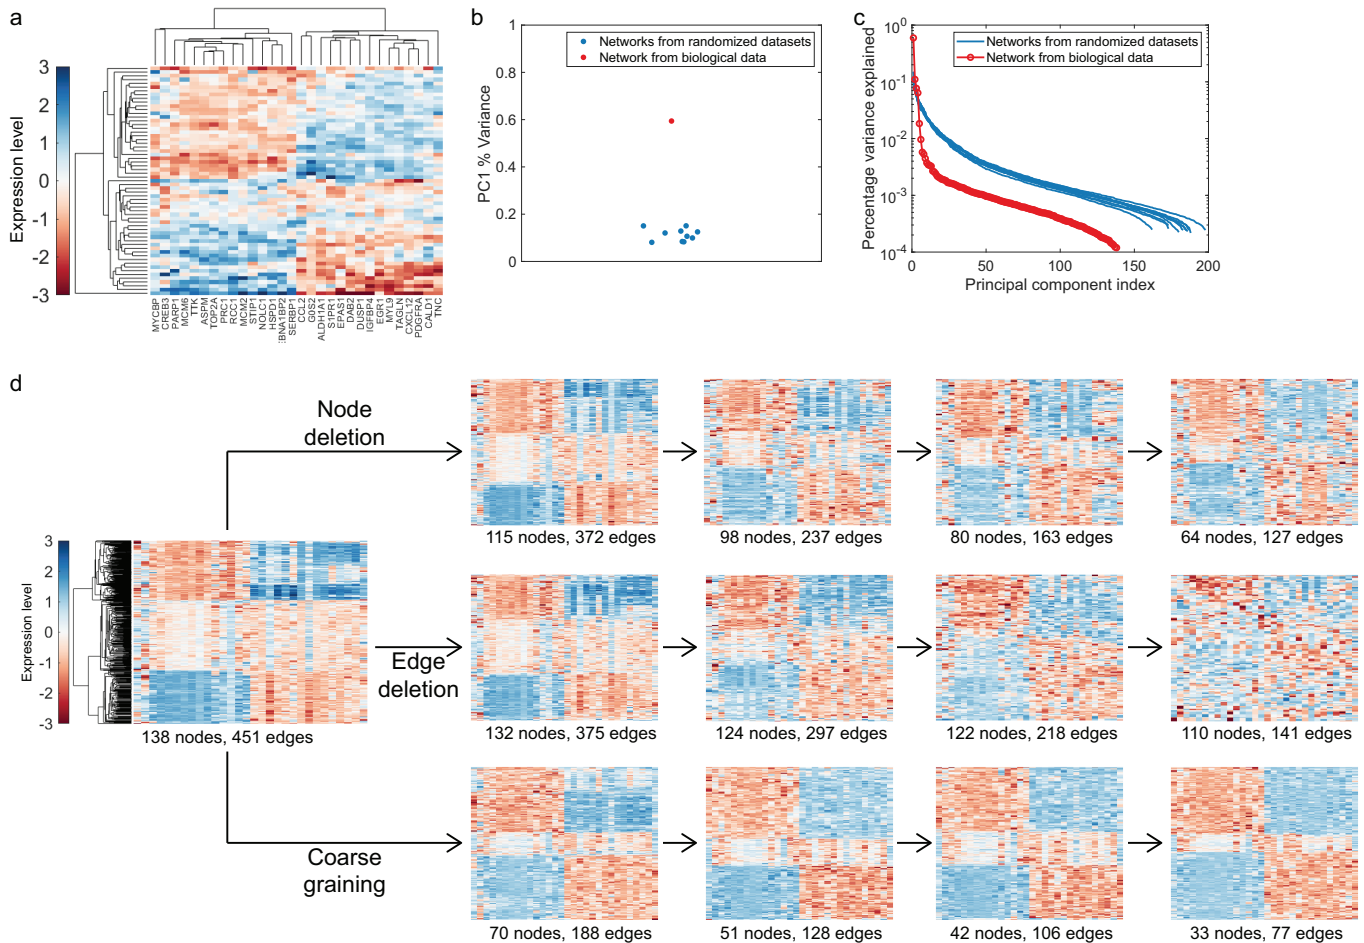 a
Expression level
3
2
1
0
-1
-2
-3
MYCBP
CREB3
PARP1
MCM6
TTK
ASPM
TOP2A
PRC1
RCC1
MCM2
STIP1
NOLC1
HSPD1
EBNA1BP2
SERBP1
CCL2
G0S2
ALDH1A1
S1PR1
EPAS1
DAB2
DUSP1
IGFBP4
EGR1
MYL9
TAGLN
CXCL12
PDGFRA
CALD1
TNC
b
PC1 % Variance
1
0.8
0.6
0.4
0.2
0
Networks from randomized datasets
Network from biological data
c
Percentage variance explained
10^0
10^-1
10^-2
10^-3
10^-4
0
50
100
150
200
Principal component index
Networks from randomized datasets
Network from biological data
d
Node
deletion
115 nodes, 372 edges
98 nodes, 237 edges
80 nodes, 163 edges
64 nodes, 127 edges
Expression level
3
2
1
0
-1
-2
-3
138 nodes, 451 edges
Edge
deletion
132 nodes, 375 edges
124 nodes, 297 edges
122 nodes, 218 edges
110 nodes, 141 edges
Coarse
graining
70 nodes, 188 edges
51 nodes, 128 edges
42 nodes, 106 edges
33 nodes, 77 edges